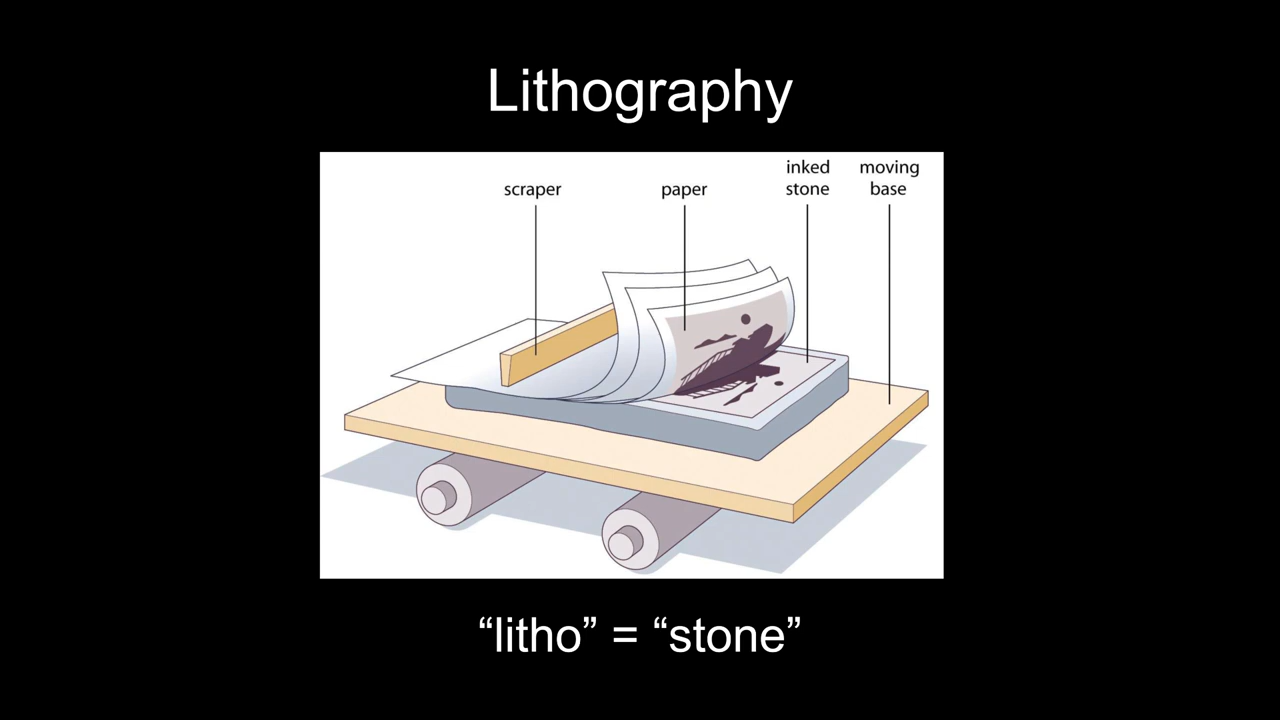 Lithography
scraper
paper
inked
stone
moving
base
“litho” = “stone”